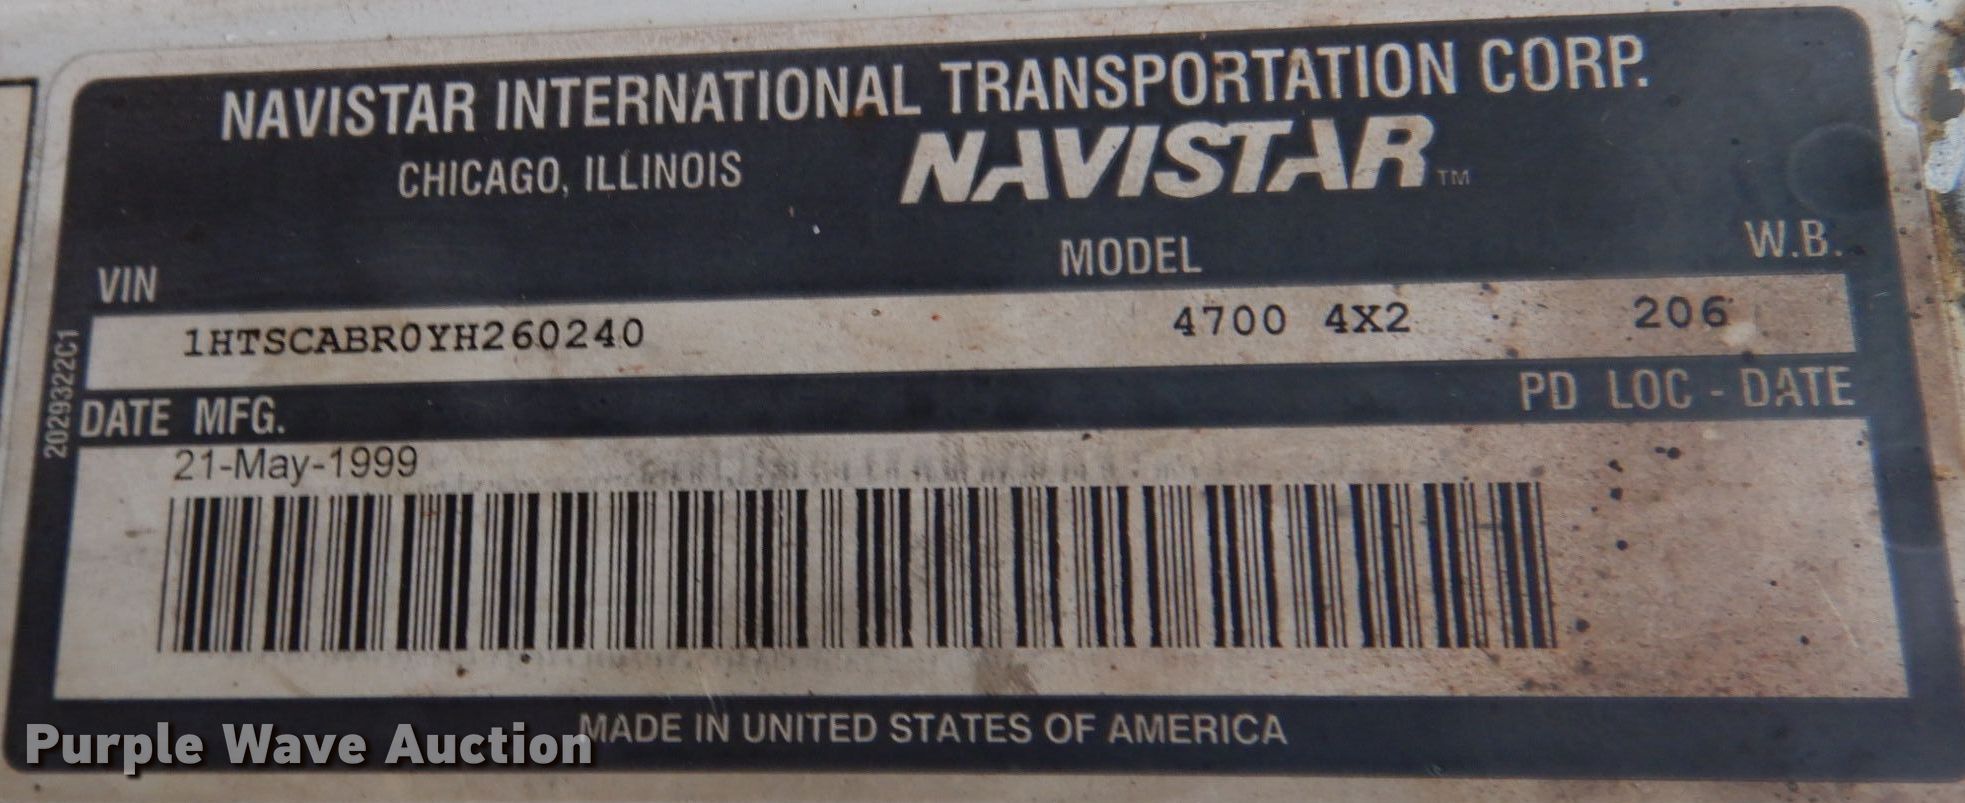 NAVISTAR INTERNATIONAL TRANSPORTATION CORP.
CHICAGO, ILLINOIS
NAVISTAR™
VIN MODEL W.B.
1HTSCABR0YH260240 4700 4X2 206
DATE MFG. PD LOC - DATE
21-May-1999
2029322C1
MADE IN UNITED STATES OF AMERICA
Purple Wave Auction